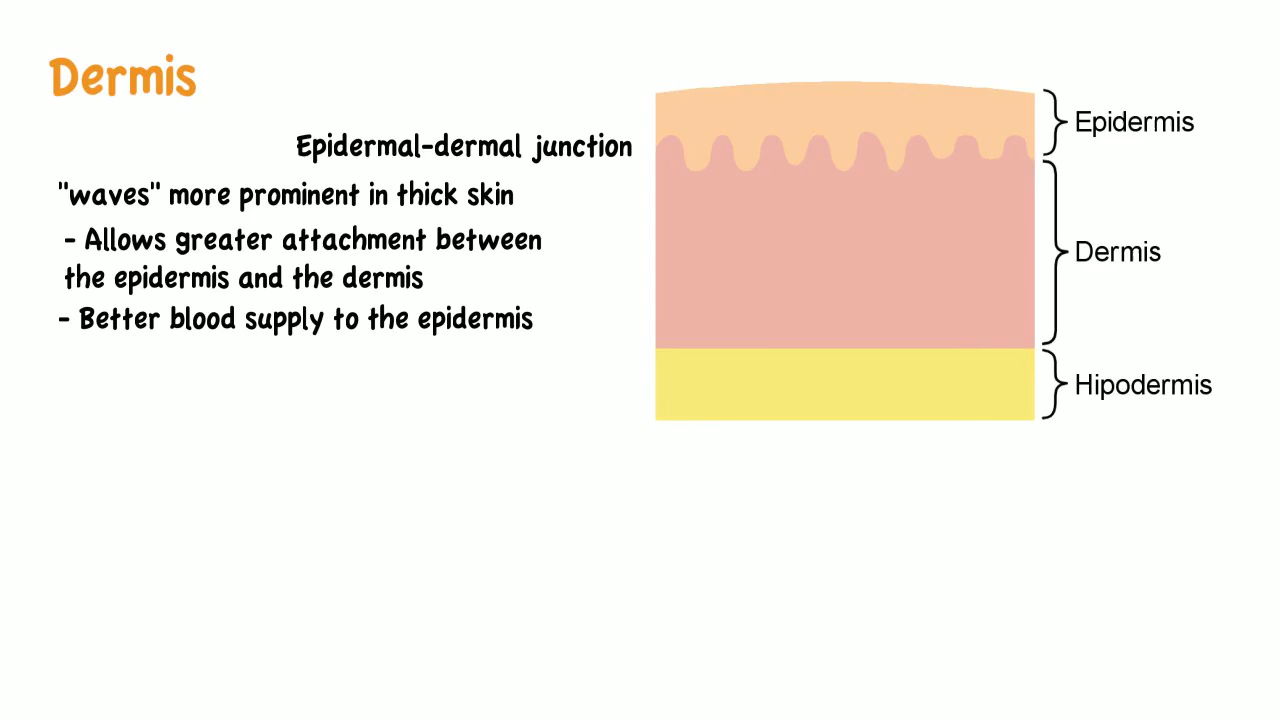 Dermis
Epidermal-dermal junction
"waves" more prominent in thick skin
- Allows greater attachment between
the epidermis and the dermis
- Better blood supply to the epidermis
Epidermis
Dermis
Hipodermis